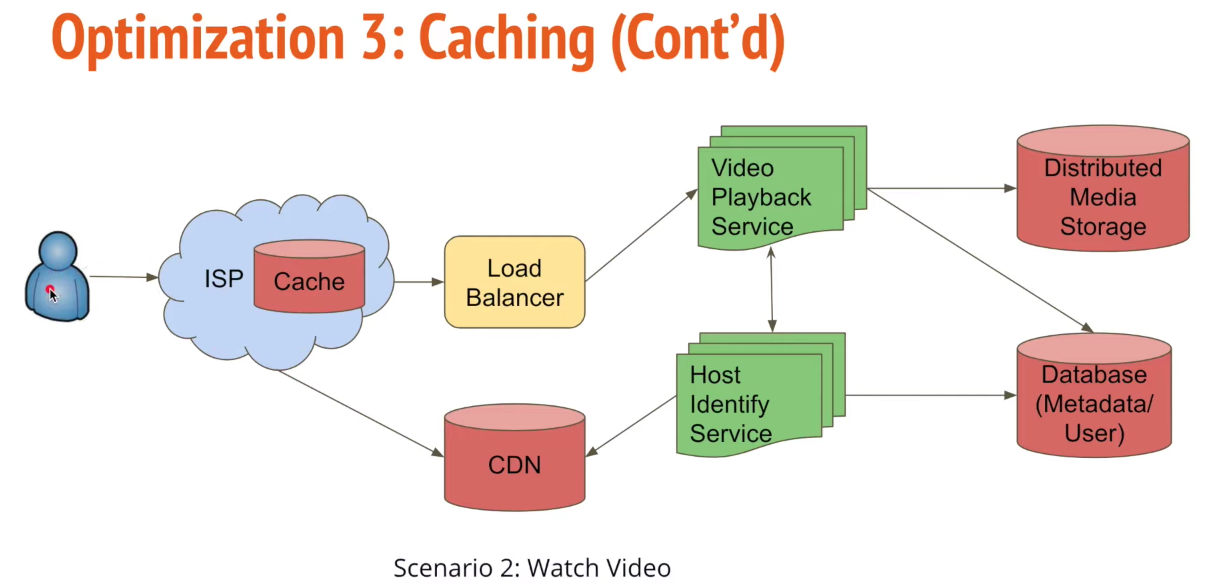 Optimization 3: Caching (Cont’d)
Video
Playback
Service
Distributed
Media
Storage
ISP
Cache
Load
Balancer
Host
Identify
Service
Database
(Metadata/
User)
CDN
Scenario 2: Watch Video